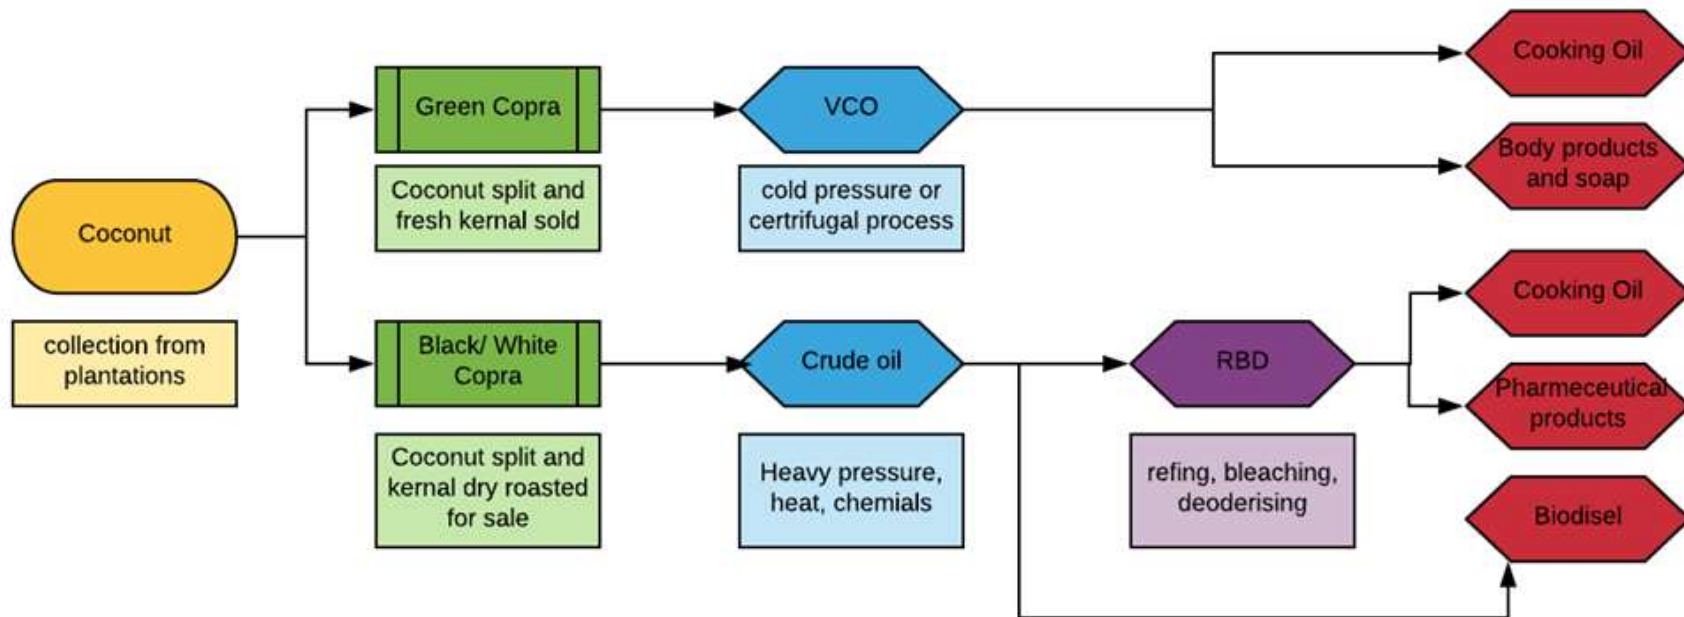 Coconut
collection from
plantations
Green Copra
Coconut split and
fresh kernal sold
VCO
cold pressure or
certrifugal process
Cooking Oil
Body products
and soap
Black/ White
Copra
Coconut split and
kernal dry roasted
for sale
Crude oil
Heavy pressure,
heat, chemials
RBD
refing, bleaching,
deoderising
Cooking Oil
Pharmeceutical
products
Biodisel